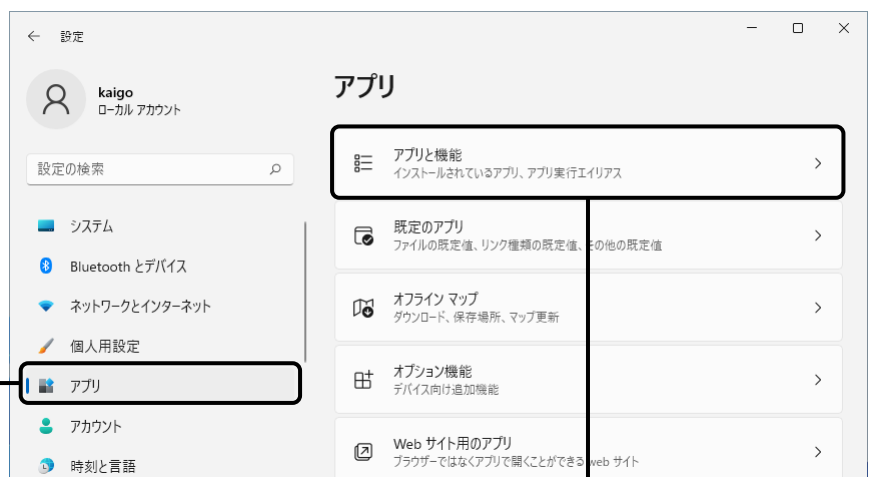 ← 設定
kaigo
ローカル アカウント
設定の検索
システム
Bluetooth とデバイス
ネットワークとインターネット
個人用設定
アプリ
アカウント
時刻と言語
アプリ
アプリと機能
インストールされているアプリ、アプリ実行エイリアス
既定のアプリ
ファイルの既定値、リンク種類の既定値、その他の既定値
オフライン マップ
ダウンロード、保存場所、マップ更新
オプション機能
デバイス向け追加機能
Web サイト用のアプリ
ブラウザーではなくアプリで開くことができる web サイト